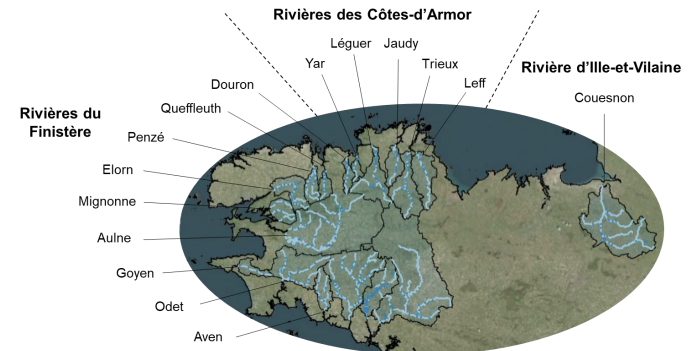 Rivières des Côtes-d'Armor
Léguer
Jaudy
Yar
Trieux
Rivière d'Ille-et-Vilaine
Douron
Leff
Couesnon
Queffleuth
Rivières du
Finistère
Penzé
Elorn
Mignonne
Aulne
Goyen
Odet
Aven